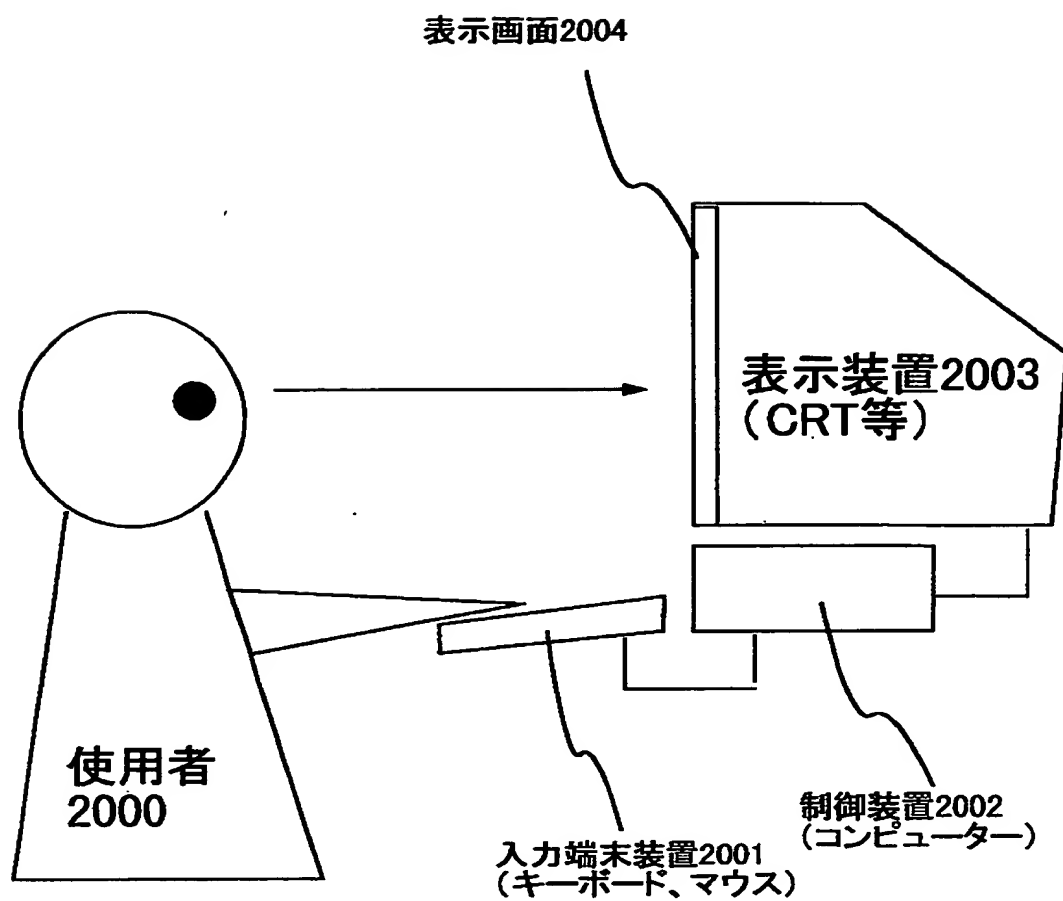 表示画面2004
表示装置2003
（CRT等）
使用者
2000
制御装置2002
（コンピューター）
入力端末装置2001
（キーボード、マウス）